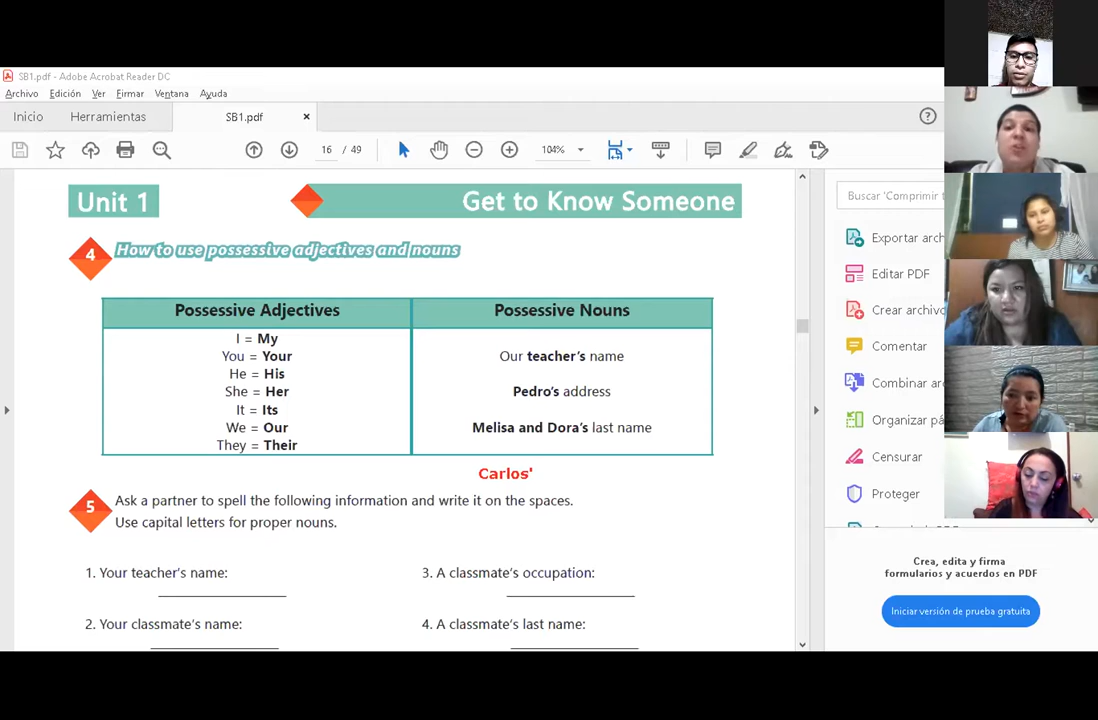 SB1.pdf - Adobe Acrobat Reader DC
Archivo Edición Ver Firmar Ventana Ayuda
Inicio Herramientas SB1.pdf ×
16 / 49 104%
Unit 1 Get to Know Someone
4 How to use possessive adjectives and nouns
Possessive Adjectives Possessive Nouns
I = My
You = Your Our teacher's name
He = His
She = Her Pedro's address
It = Its
We = Our Melisa and Dora's last name
They = Their
Carlos'
5 Ask a partner to spell the following information and write it on the spaces.
Use capital letters for proper nouns.
1. Your teacher's name: 3. A classmate's occupation:
2. Your classmate's name: 4. A classmate's last name:
Buscar 'Comprimir
Exportar arch
Editar PDF
Crear archivo
Comentar
Combinar ar
Organizar pá
Censurar
Proteger
Crea, edita y firma
formularios y acuerdos en PDF
Iniciar versión de prueba gratuita